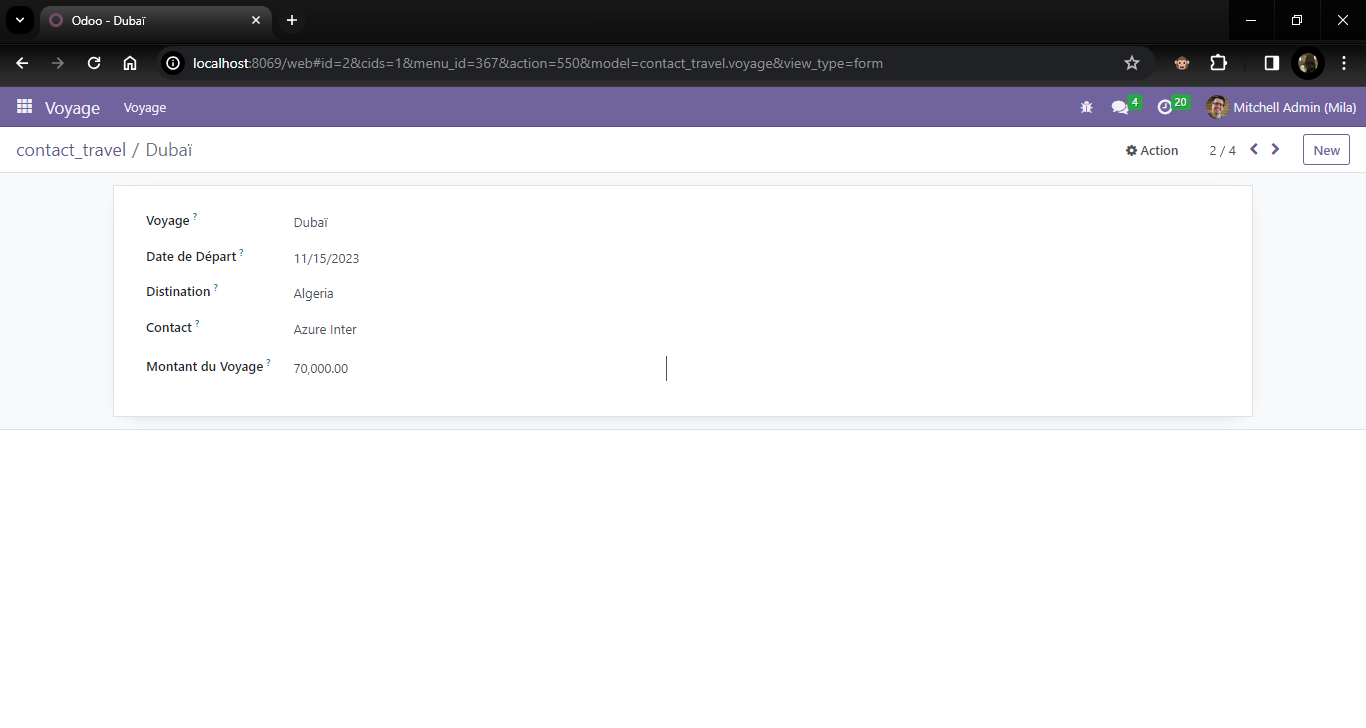 Odoo - Dubaï
localhost:8069/web#id=2&cids=1&menu_id=367&action=550&model=contact_travel.voyage&view_type=form
Voyage Voyage 4 20 Mitchell Admin (Mila)
contact_travel / Dubaï Action 2 / 4 New
Voyage ? Dubaï
Date de Départ ? 11/15/2023
Distination ? Algeria
Contact ? Azure Inter
Montant du Voyage ? 70,000.00